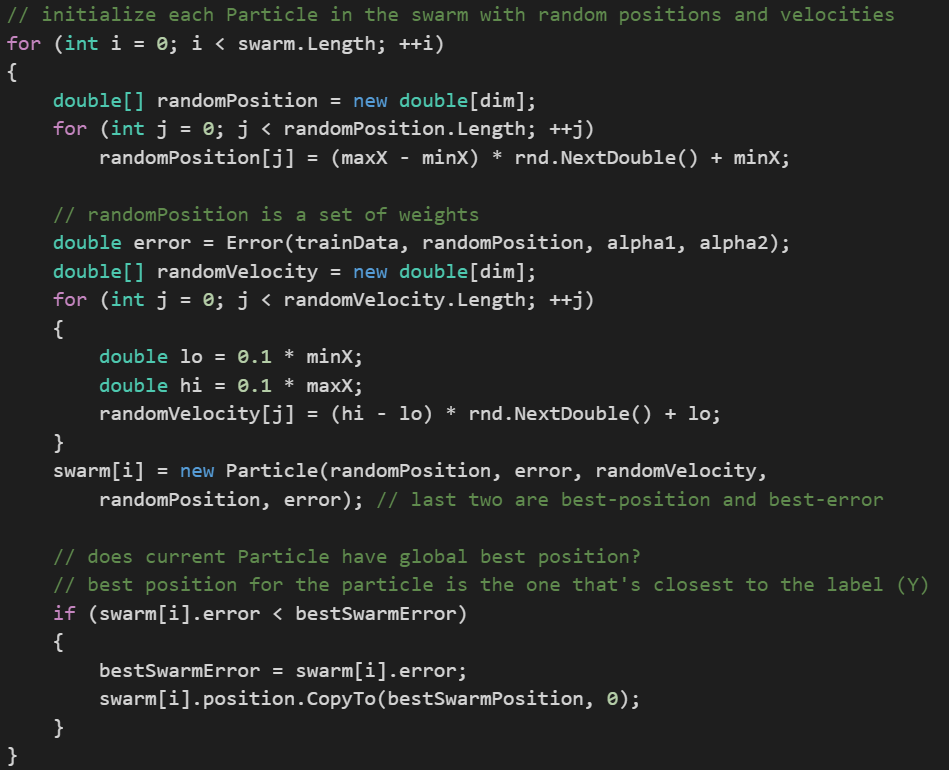 // initialize each Particle in the swarm with random positions and velocities
for (int i = 0; i < swarm.Length; ++i)
{
    double[] randomPosition = new double[dim];
    for (int j = 0; j < randomPosition.Length; ++j)
        randomPosition[j] = (maxX - minX) * rnd.NextDouble() + minX;

    // randomPosition is a set of weights
    double error = Error(trainData, randomPosition, alpha1, alpha2);
    double[] randomVelocity = new double[dim];
    for (int j = 0; j < randomVelocity.Length; ++j)
    {
        double lo = 0.1 * minX;
        double hi = 0.1 * maxX;
        randomVelocity[j] = (hi - lo) * rnd.NextDouble() + lo;
    }
    swarm[i] = new Particle(randomPosition, error, randomVelocity,
        randomPosition, error); // last two are best-position and best-error

    // does current Particle have global best position?
    // best position for the particle is the one that's closest to the label (Y)
    if (swarm[i].error < bestSwarmError)
    {
        bestSwarmError = swarm[i].error;
        swarm[i].position.CopyTo(bestSwarmPosition, 0);
    }
}